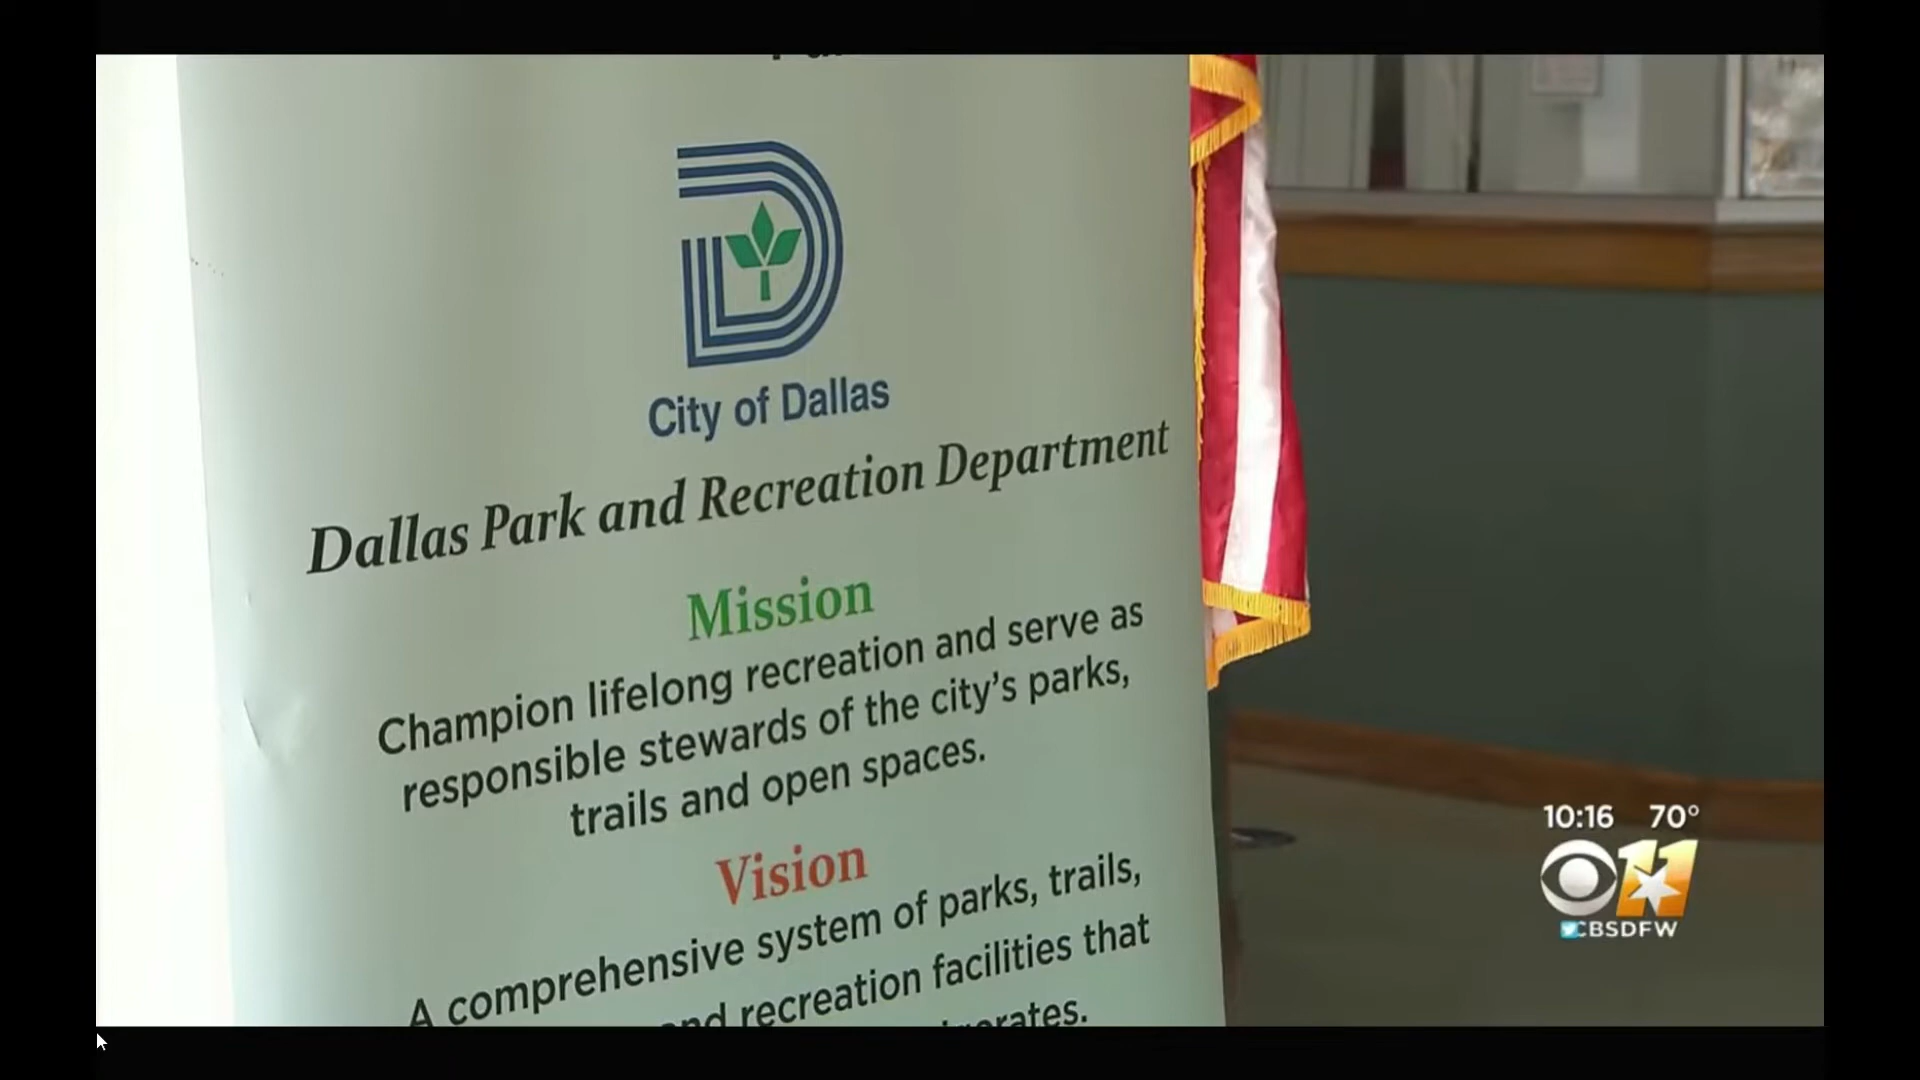 City of Dallas
Dallas Park and Recreation Department
Mission
Champion lifelong recreation and serve as
responsible stewards of the city's parks,
trails and open spaces.
Vision
A comprehensive system of parks, trails,
recreation facilities that
10:16 70°
11
CBSDFW